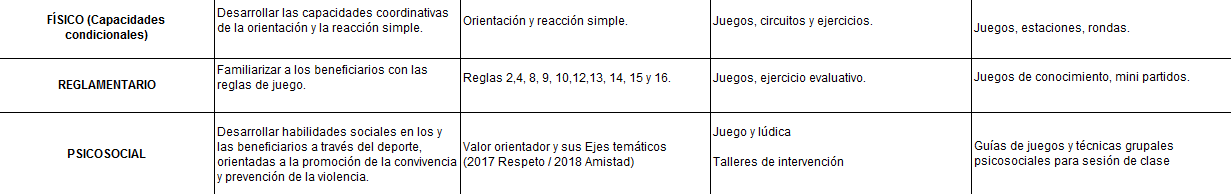 FÍSICO (Capacidades
condicionales)
Desarrollar las capacidades coordinativas
de la orientación y la reacción simple.
Orientación y reacción simple.
Juegos, circuitos y ejercicios.
Juegos, estaciones, rondas.
REGLAMENTARIO
Familiarizar a los beneficiarios con las
reglas de juego.
Reglas 2,4, 8, 9, 10,12,13, 14, 15 y 16.
Juegos, ejercicio evaluativo.
Juegos de conocimiento, mini partidos.
PSICOSOCIAL
Desarrollar habilidades sociales en los y
las beneficiarios a través del deporte,
orientadas a la promoción de la convivencia
y prevención de la violencia.
Valor orientador y sus Ejes temáticos
(2017 Respeto / 2018 Amistad)
Juego y lúdica
Talleres de intervención
Guías de juegos y técnicas grupales
psicosociales para sesión de clase